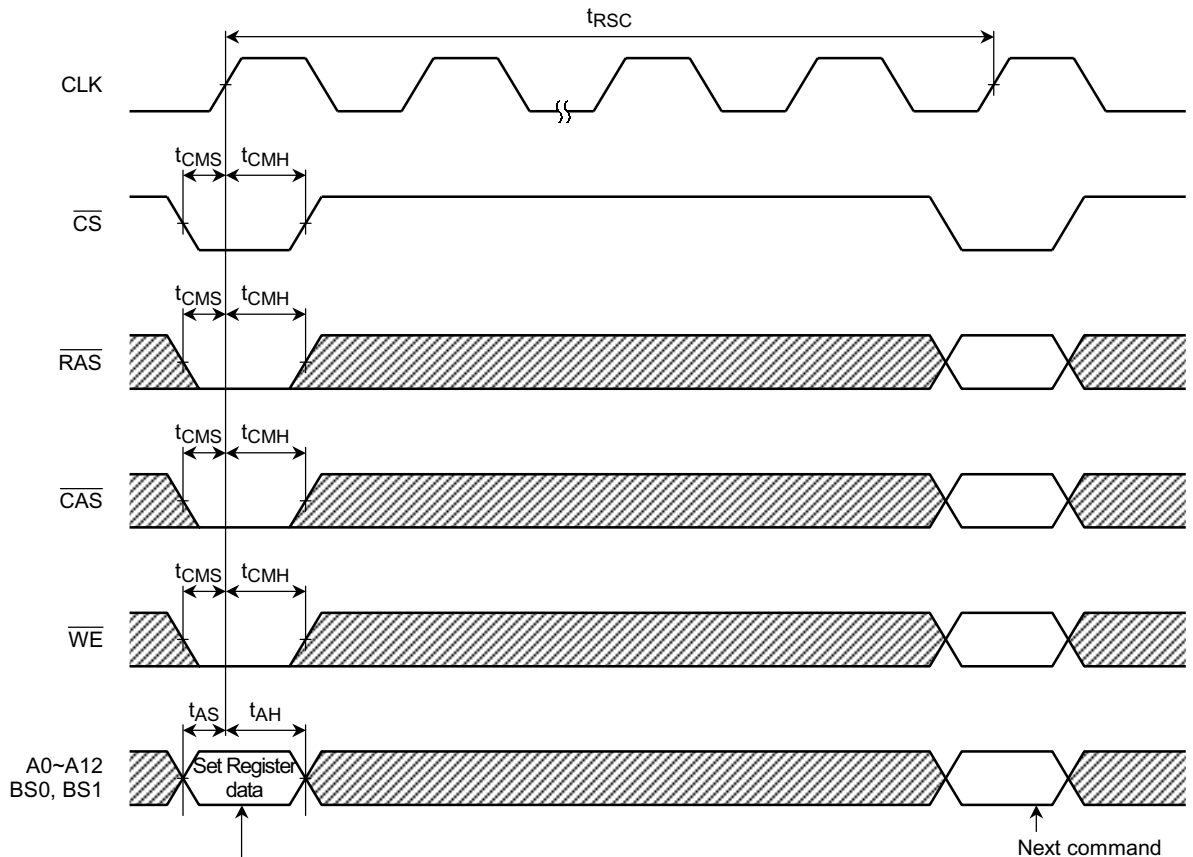 tRSC
CLK
tCMS tCMH
CS
tCMS tCMH
RAS
tCMS tCMH
CAS
tCMS tCMH
WE
tAS tAH
A0~A12
BS0, BS1
Set Register
data
Next command